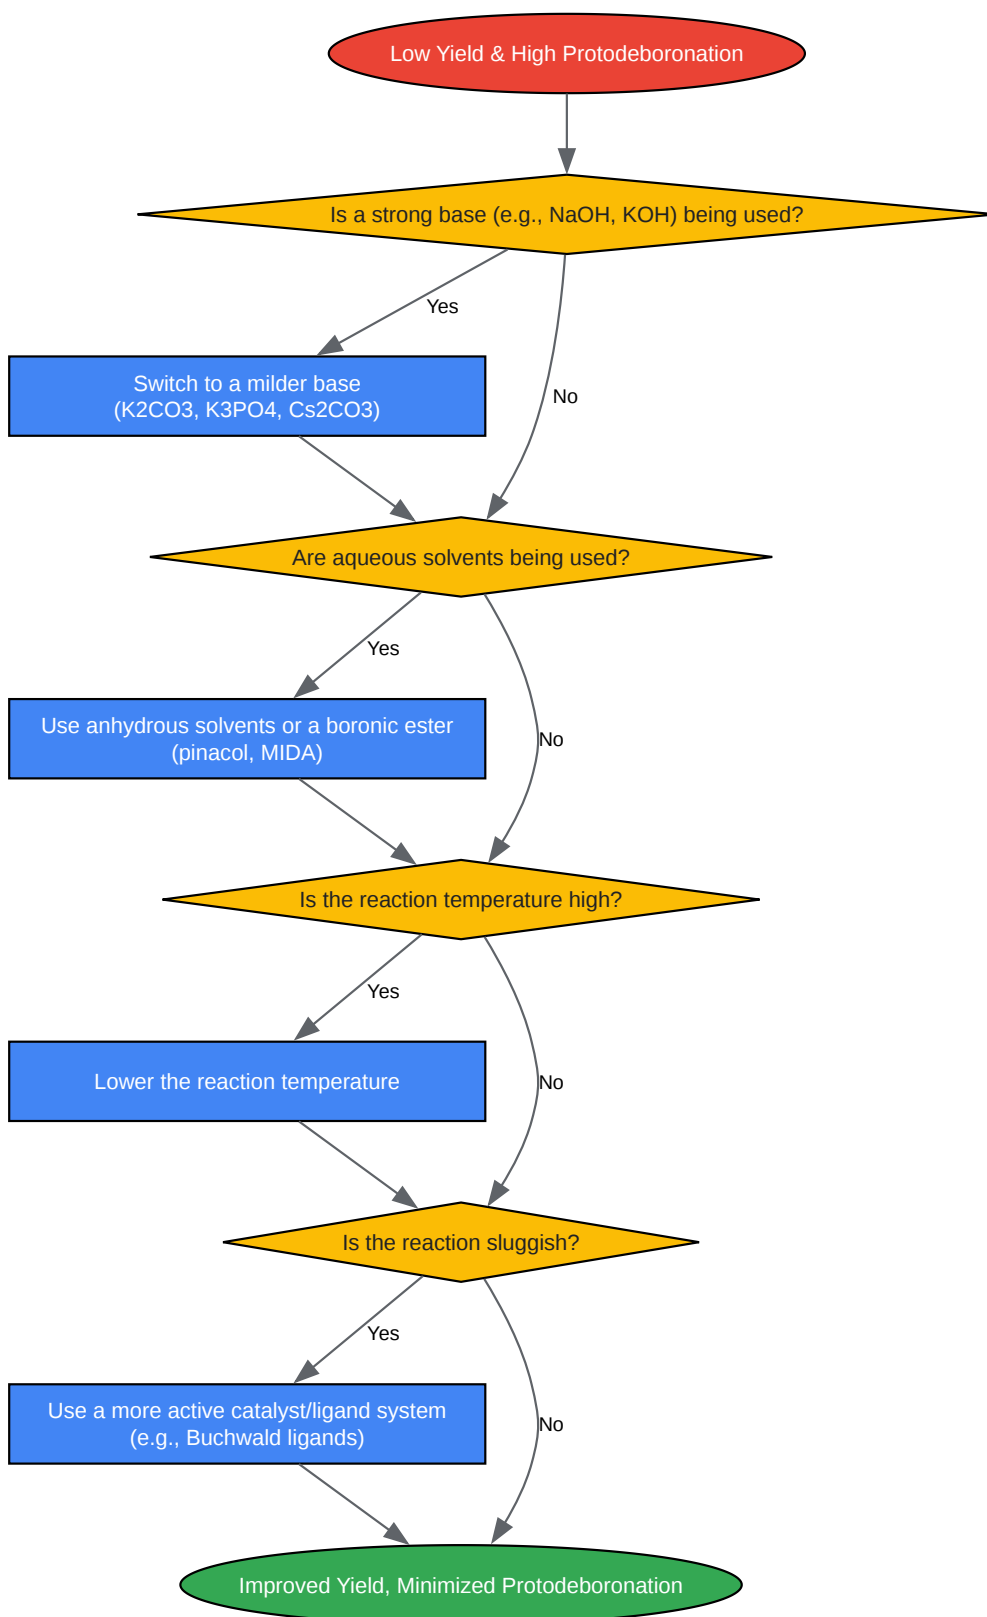 Low Yield & High Protodeboronation
Is a strong base (e.g., NaOH, KOH) being used?
Yes
Switch to a milder base
(K2CO3, K3PO4, Cs2CO3)
No
Are aqueous solvents being used?
Yes
Use anhydrous solvents or a boronic ester
(pinacol, MIDA)
No
Is the reaction temperature high?
Yes
Lower the reaction temperature
No
Is the reaction sluggish?
Yes
Use a more active catalyst/ligand system
(e.g., Buchwald ligands)
No
Improved Yield, Minimized Protodeboronation